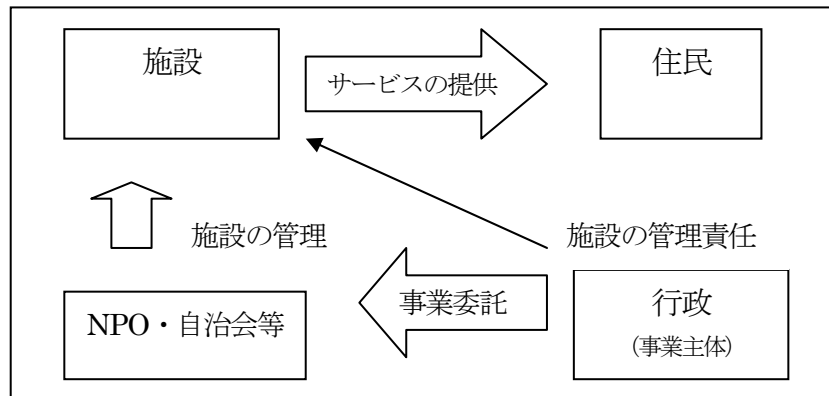 施設
サービスの提供
住民
施設の管理
施設の管理責任
NPO・自治会等
事業委託
行政
(事業主体)